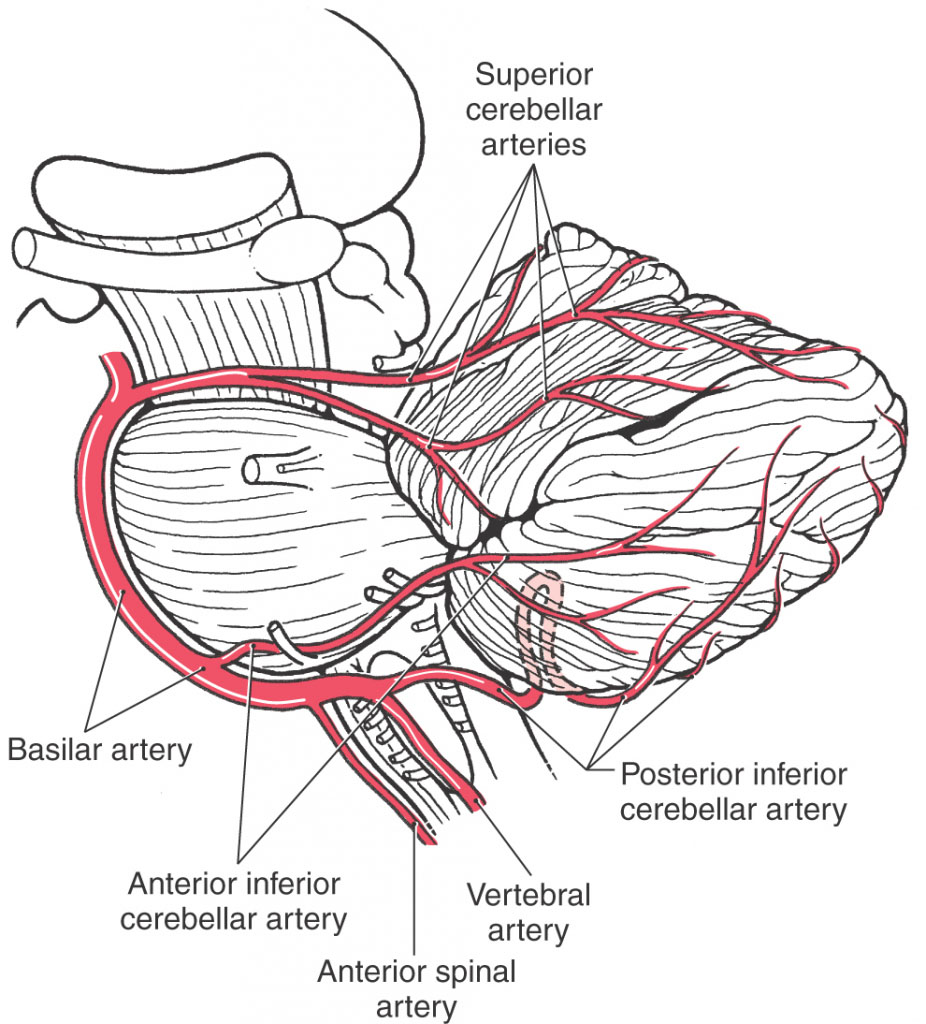 Superior
cerebellar
arteries
Basilar artery
Posterior inferior
cerebellar artery
Anterior inferior
cerebellar artery
Vertebral
artery
Anterior spinal
artery